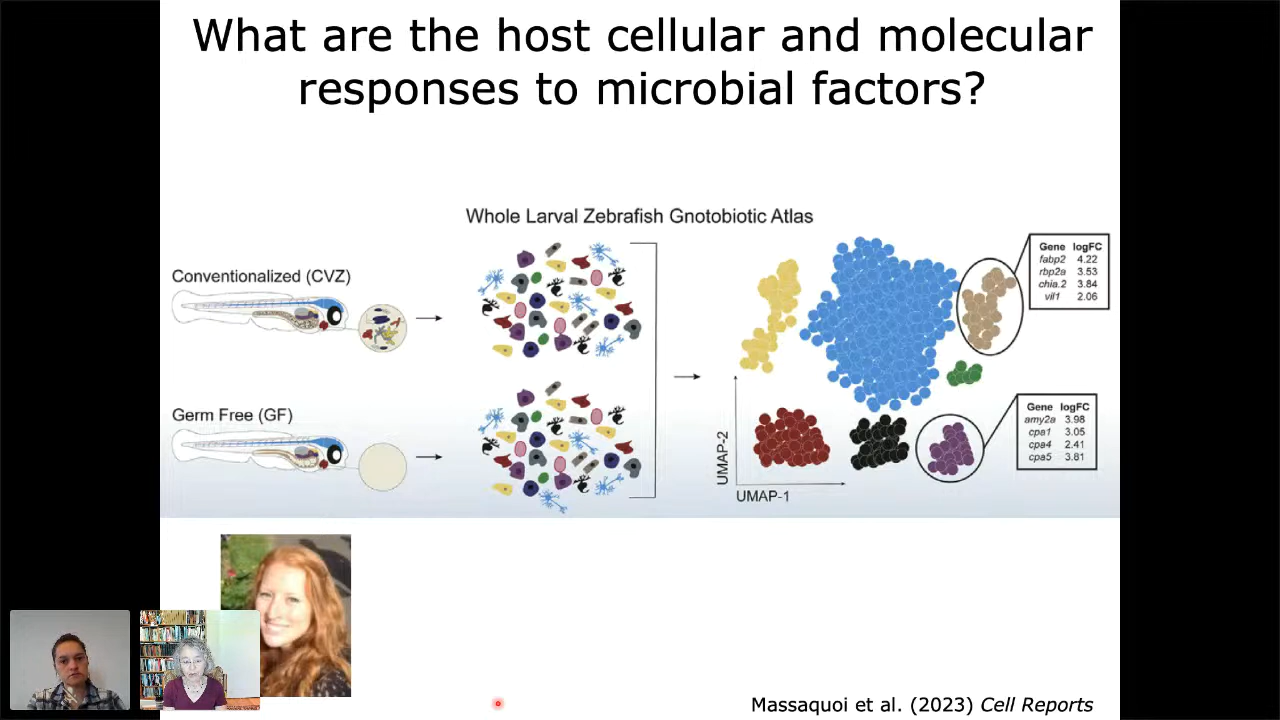 What are the host cellular and molecular
responses to microbial factors?
Whole Larval Zebrafish Gnotobiotic Atlas
Conventionalized (CVZ)
Germ Free (GF)
Gene logFC
fabp2 4.22
rbp2a 3.53
chia.2 3.84
vil1 2.06
Gene logFC
amy2a 3.98
cpa1 3.05
cpa4 2.41
cpa5 3.81
UMAP-2
UMAP-1
Massaquoi et al. (2023) Cell Reports